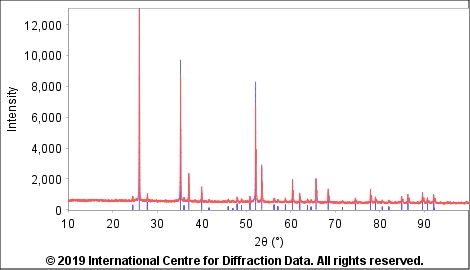 12,000
10,000
8,000
6,000
4,000
2,000
0
Intensity
10 20 30 40 50 60 70 80 90
2θ (°)
© 2019 International Centre for Diffraction Data. All rights reserved.